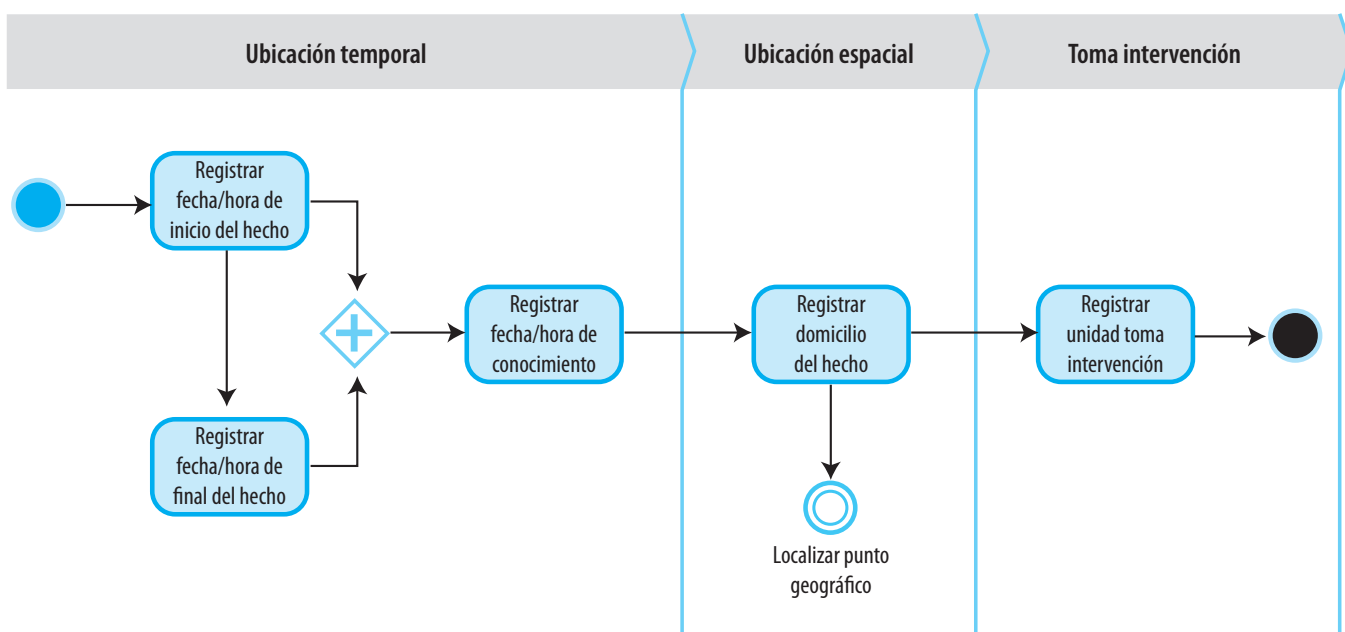 Ubicación temporal
Ubicación espacial
Toma intervención
Registrar
fecha/hora de
inicio del hecho
Registrar
fecha/hora de
final del hecho
Registrar
fecha/hora de
conocimiento
Registrar
domicilio
del hecho
Localizar punto
geográfico
Registrar
unidad toma
intervención